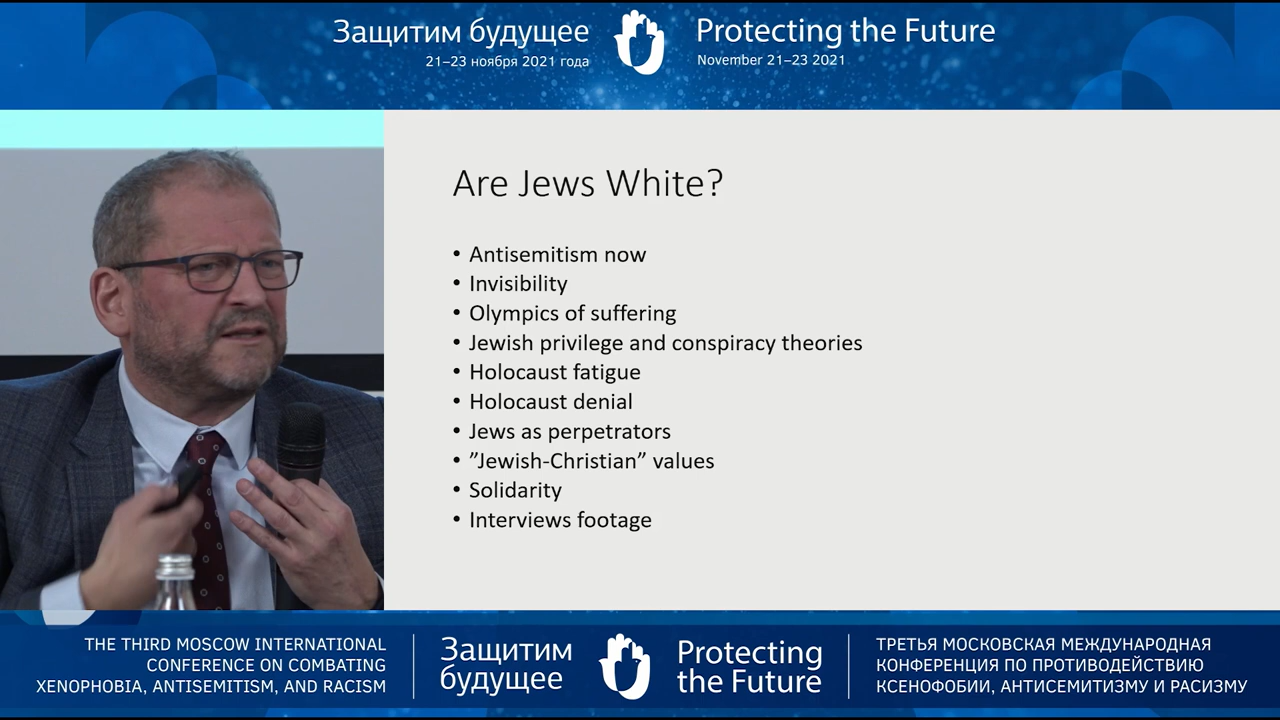 Защитим будущее
21–23 ноября 2021 года
Protecting the Future
November 21–23 2021
Are Jews White?
• Antisemitism now
• Invisibility
• Olympics of suffering
• Jewish privilege and conspiracy theories
• Holocaust fatigue
• Holocaust denial
• Jews as perpetrators
• ”Jewish-Christian” values
• Solidarity
• Interviews footage
THE THIRD MOSCOW INTERNATIONAL
CONFERENCE ON COMBATING
XENOPHOBIA, ANTISEMITISM, AND RACISM
Защитим
будущее
Protecting
the Future
ТРЕТЬЯ МОСКОВСКАЯ МЕЖДУНАРОДНАЯ
КОНФЕРЕНЦИЯ ПО ПРОТИВОДЕЙСТВИЮ
КСЕНОФОБИИ, АНТИСЕМИТИЗМУ И РАСИЗМУ